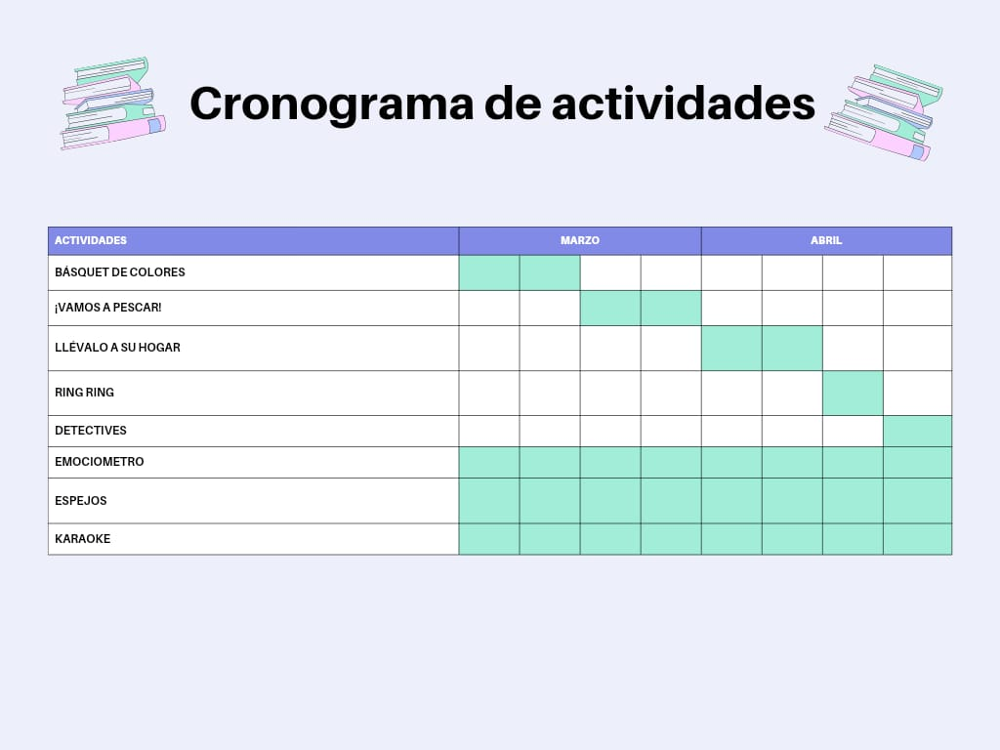 Cronograma de actividades
ACTIVIDADES MARZO ABRIL
BÁSQUET DE COLORES
¡VAMOS A PESCAR!
LLÉVALO A SU HOGAR
RING RING
DETECTIVES
EMOCIOMETRO
ESPEJOS
KARAOKE